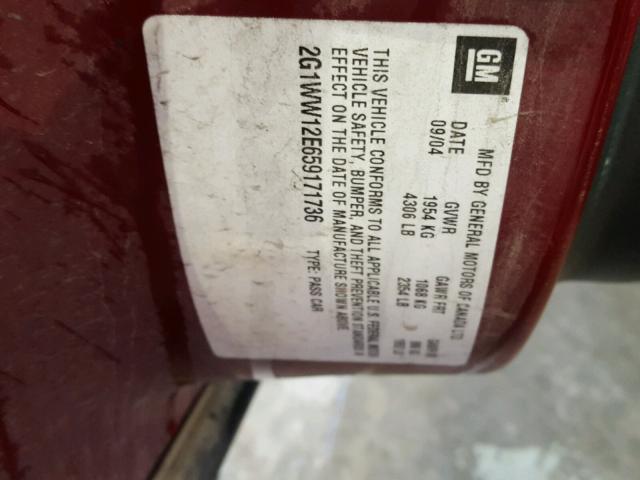 GM
MFD BY GENERAL MOTORS OF CANADA LTD
DATE GVWR GAWR FRT
09/04 1954 KG 1068 KG
4306 LB 2354 LB
THIS VEHICLE CONFORMS TO ALL APPLICABLE U.S. FEDERAL MOTOR
VEHICLE SAFETY, BUMPER, AND THEFT PREVENTION STANDARDS IN
EFFECT ON THE DATE OF MANUFACTURE SHOWN ABOVE
2G1WW12E659171736 TYPE: PASS CAR